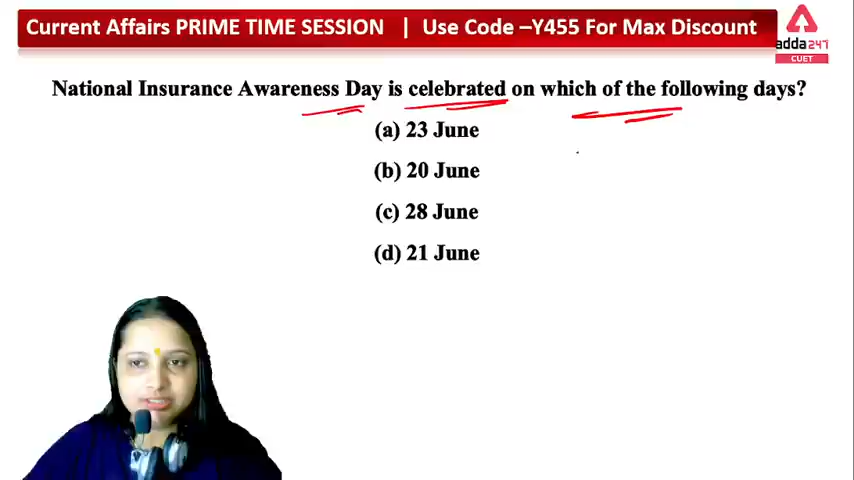 Current Affairs PRIME TIME SESSION | Use Code –Y455 For Max Discount
adda247
CUET
National Insurance Awareness Day is celebrated on which of the following days?
(a) 23 June
(b) 20 June
(c) 28 June
(d) 21 June